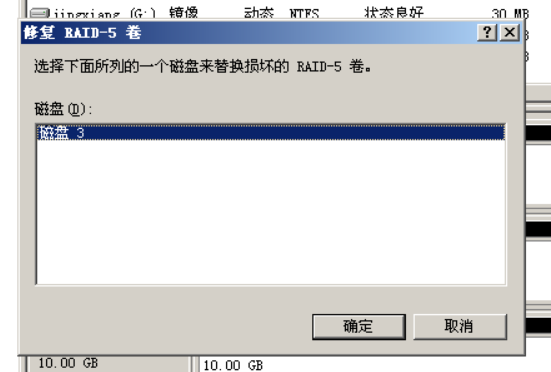 jingxiang (G:) 镜像 动态 NTFS 状态良好 30 MB
修复 RAID-5 卷
选择下面所列的一个磁盘来替换损坏的 RAID-5 卷。
磁盘(D):
磁盘 3
确定 取消
10.00 GB 10.00 GB